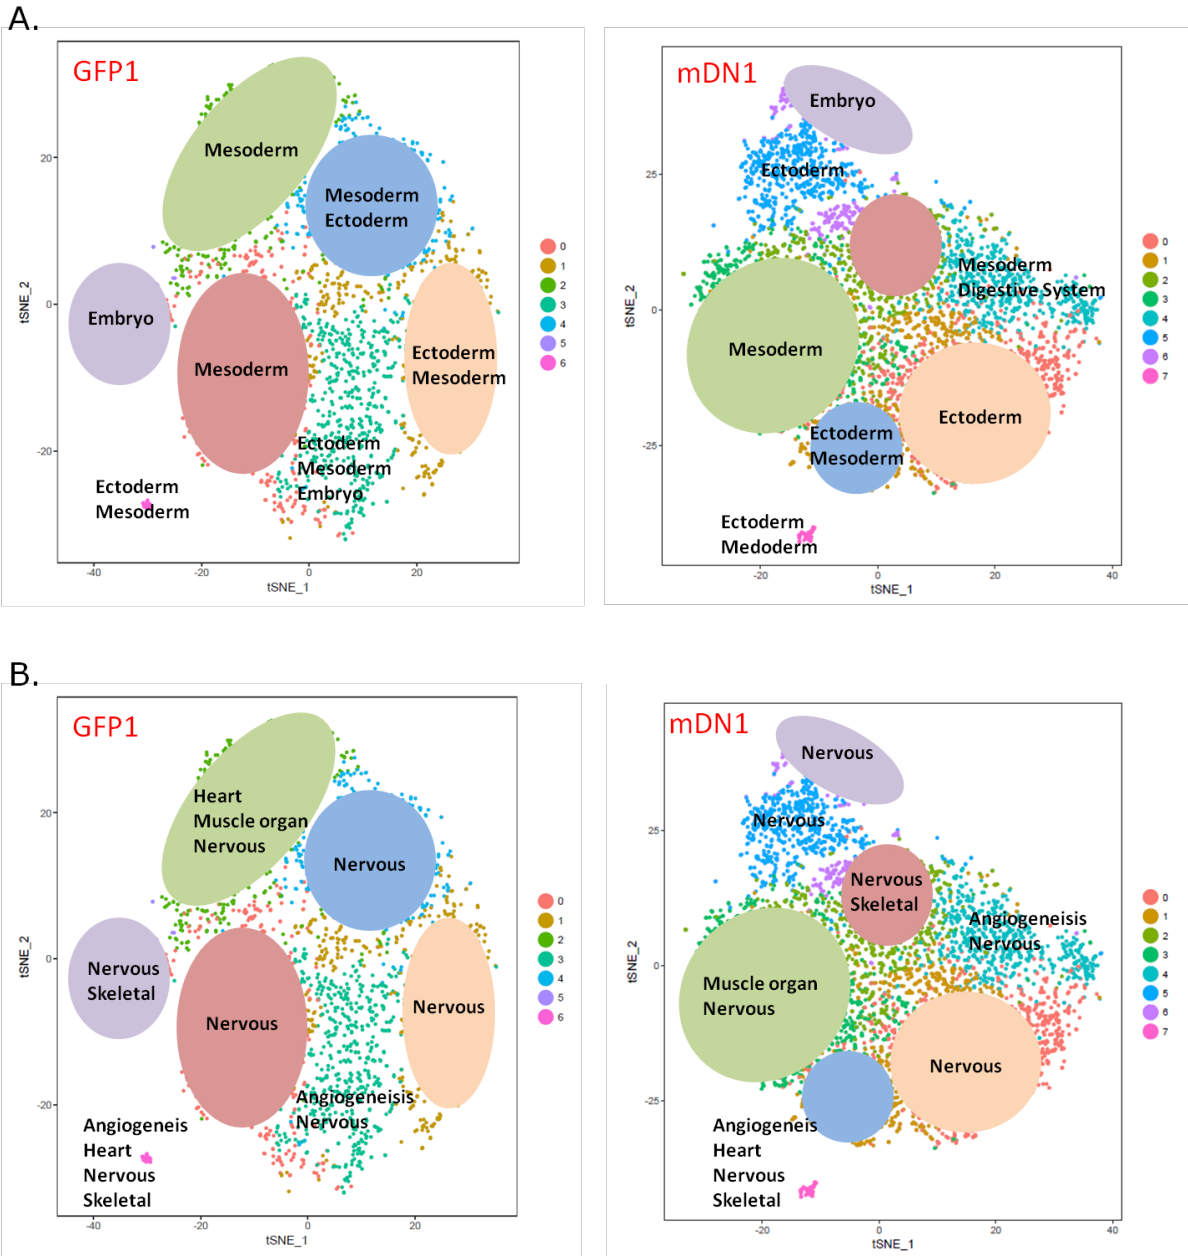 A.
GFP1
Mesoderm
Mesoderm
Ectoderm
Embryo
Mesoderm
Ectoderm
Mesoderm
Ectoderm
Mesoderm
Embryo
Ectoderm
Mesoderm
20
0
-20
tSNE_2
-40
-20
0
20
tSNE_1
0
1
2
3
4
5
6
mDN1
Embryo
Ectoderm
Mesoderm
Digestive System
Mesoderm
Ectoderm
Ectoderm
Mesoderm
Ectoderm
Medoderm
25
0
-25
tSNE_2
-20
0
20
40
tSNE_1
0
1
2
3
4
5
6
7
B.
GFP1
Heart
Muscle organ
Nervous
Nervous
Nervous
Skeletal
Nervous
Nervous
Angiogeneisis
Nervous
Angiogeneis
Heart
Nervous
Skeletal
20
0
-20
tSNE_2
-40
-20
0
20
tSNE_1
0
1
2
3
4
5
6
mDN1
Nervous
Nervous
Nervous
Skeletal
Angiogeneisis
Nervous
Muscle organ
Nervous
Nervous
Angiogeneis
Heart
Nervous
Skeletal
25
0
-25
tSNE_2
-20
0
20
40
tSNE_1
0
1
2
3
4
5
6
7